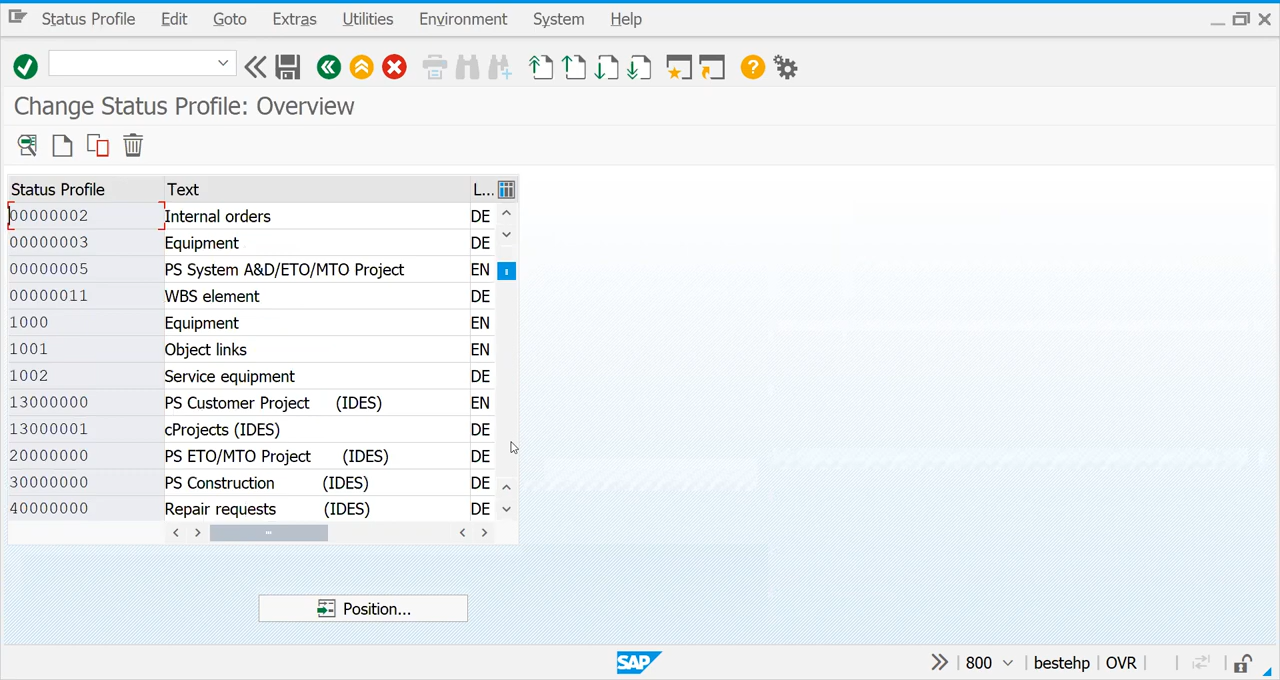 Status Profile Edit Goto Extras Utilities Environment System Help
Change Status Profile: Overview
Status Profile Text L...
00000002 Internal orders DE
00000003 Equipment DE
00000005 PS System A&D/ETO/MTO Project EN
00000011 WBS element DE
1000 Equipment EN
1001 Object links EN
1002 Service equipment DE
13000000 PS Customer Project (IDES) EN
13000001 cProjects (IDES) DE
20000000 PS ETO/MTO Project (IDES) DE
30000000 PS Construction (IDES) DE
40000000 Repair requests (IDES) DE
Position...
SAP 800 bestehp OVR